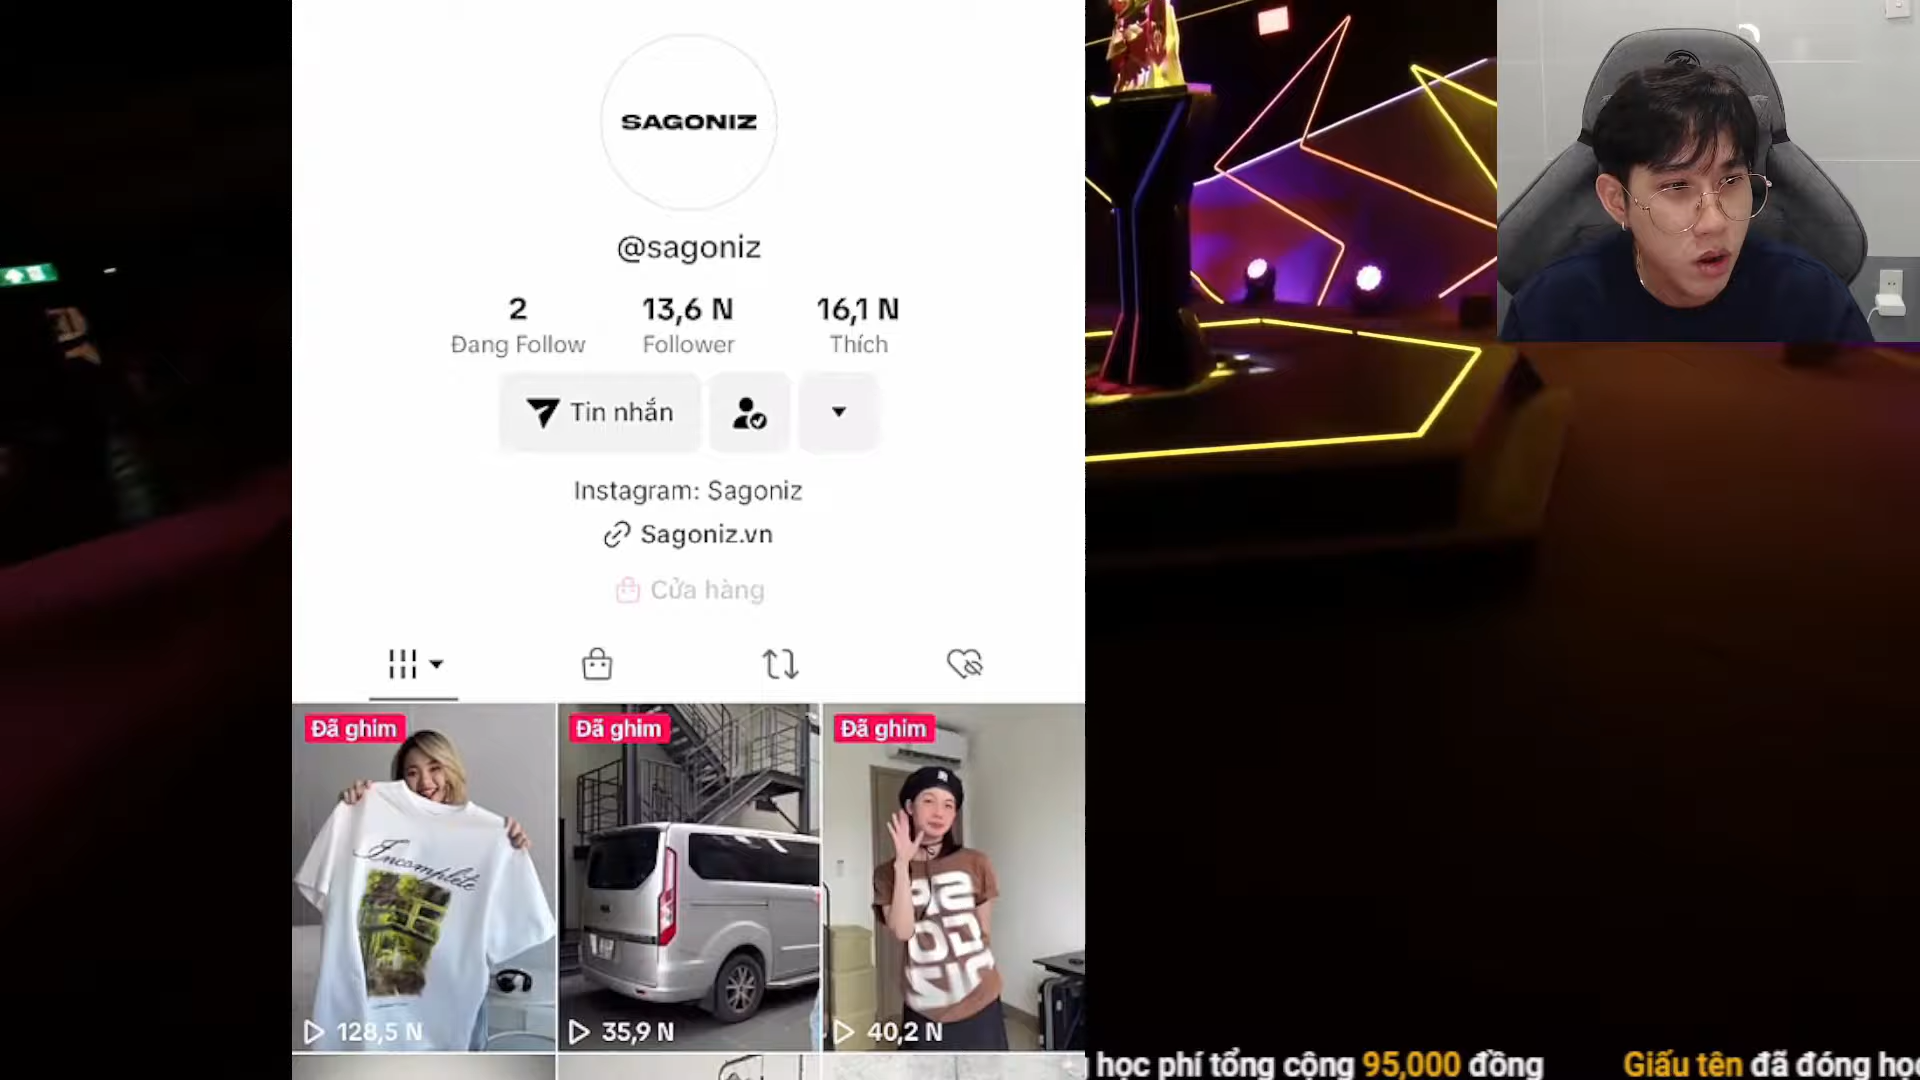 SAGONIZ
@sagoniz
2 13,6 N 16,1 N
Đang Follow Follower Thích
Tin nhắn
Instagram: Sagoniz
Sagoniz.vn
Cửa hàng
Đã ghim Đã ghim Đã ghim
Incomplete
128,5 N 35,9 N 40,2 N
học phí tổng cộng 95,000 đồng Giấu tên đã đóng học